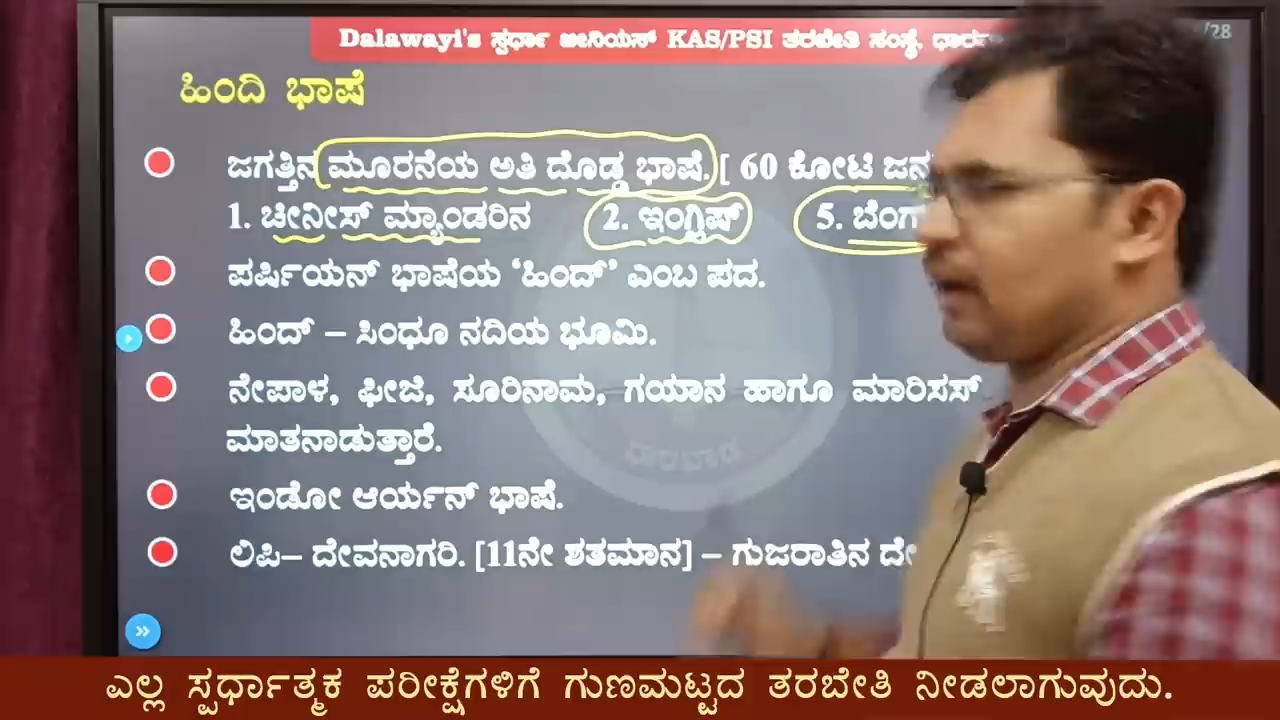 Dalawayi's ಸ್ಪರ್ಧಾ ಜೀನಿಯಸ್ KAS/PSI ತರಬೇತಿ ಸಂಸ್ಥೆ,
/28
ಹಿಂದಿ ಭಾಷೆ
ಜಗತ್ತಿನ ಮೂರನೆಯ ಅತಿ ದೊಡ್ಡ ಭಾಷೆ. [ 60 ಕೋಟಿ ಜನ
1. ಚೀನೀಸ್ ಮ್ಯಾಂಡರಿನ 2. ಇಂಗ್ಲಿಷ್ 5.
ಪರ್ಷಿಯನ್ ಭಾಷೆಯ ‘ಹಿಂದ್’ ಎಂಬ ಪದ.
ಹಿಂದ್ – ಸಿಂಧೂ ನದಿಯ ಭೂಮಿ.
ನೇಪಾಳ, ಫೀಜಿ, ಸೂರಿನಾಮ, ಗಯಾನ ಹಾಗೂ ಮಾರಿಸಸ್
ಮಾತನಾಡುತ್ತಾರೆ.
ಧಾರವಾಡ
ಇಂಡೋ ಆರ್ಯನ್ ಭಾಷೆ.
ಲಿಪಿ– ದೇವನಾಗರಿ. [11ನೇ ಶತಮಾನ] – ಗುಜರಾತಿನ
ಎಲ್ಲ ಸ್ಪರ್ಧಾತ್ಮಕ ಪರೀಕ್ಷೆಗಳಿಗೆ ಗುಣಮಟ್ಟದ ತರಬೇತಿ ನೀಡಲಾಗುವುದು.